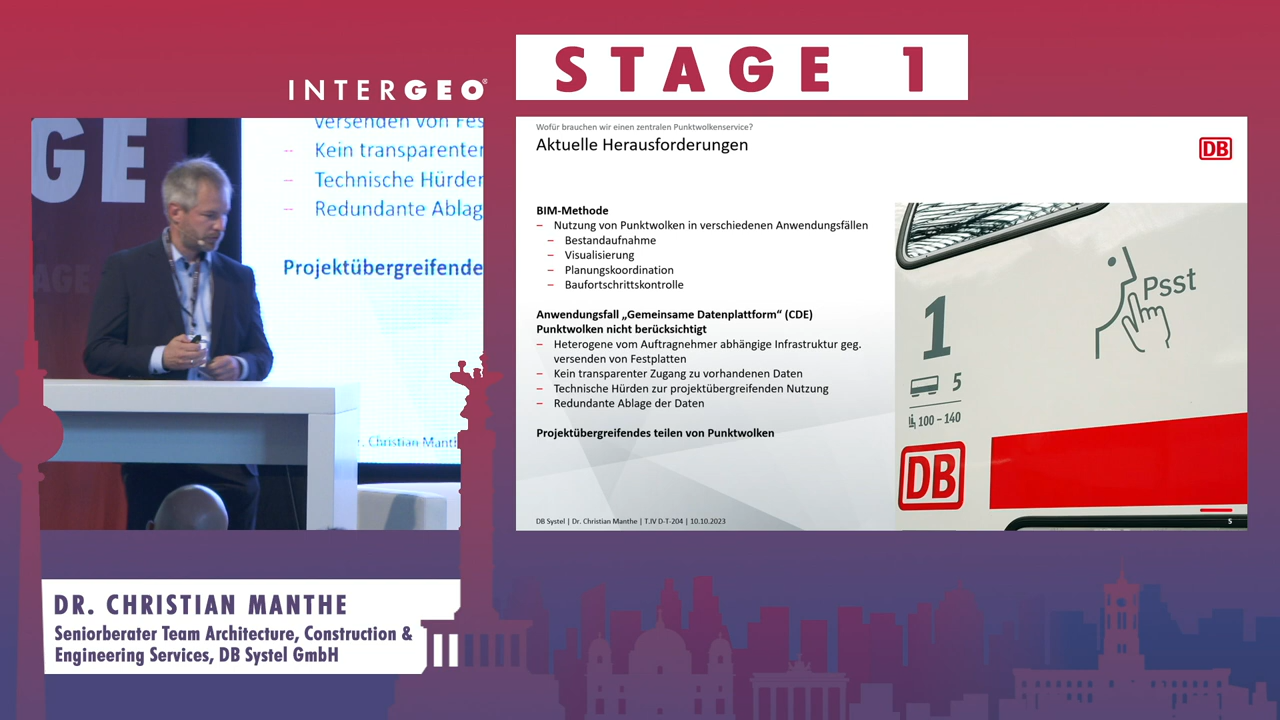 STAGE 1
INTERGEO®
GE
AGE
versenden von Fes
-- Kein transparenter
-- Technische Hürden
-- Redundante Ablag
Projektübergreifende
r. Christian Manth
Wofür brauchen wir einen zentralen Punktwolkenservice?
Aktuelle Herausforderungen
DB
BIM-Methode
– Nutzung von Punktwolken in verschiedenen Anwendungsfällen
– Bestandaufnahme
– Visualisierung
– Planungskoordination
– Baufortschrittskontrolle
Anwendungsfall „Gemeinsame Datenplattform“ (CDE)
Punktwolken nicht berücksichtigt
– Heterogene vom Auftragnehmer abhängige Infrastruktur geg.
versenden von Festplatten
– Kein transparenter Zugang zu vorhandenen Daten
– Technische Hürden zur projektübergreifenden Nutzung
– Redundante Ablage der Daten
Projektübergreifendes teilen von Punktwolken
DB Systel | Dr. Christian Manthe | T.IV D-T-204 | 10.10.2023
Psst
1
5
100 – 140
DB
5
DR. CHRISTIAN MANTHE
Seniorberater Team Architecture, Construction &
Engineering Services, DB Systel GmbH